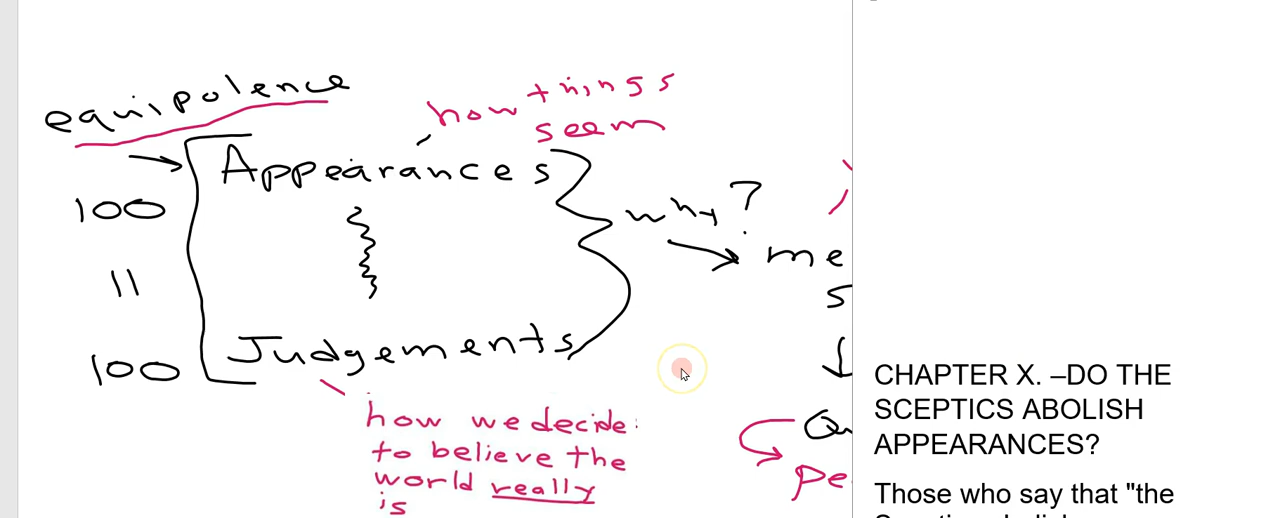 equipolence
how things
seem
Appearances
100
why?
me
S
||
Judgements
100
how we decide
to believe the
world really
is
pe
CHAPTER X. –DO THE
SCEPTICS ABOLISH
APPEARANCES?
Those who say that "the